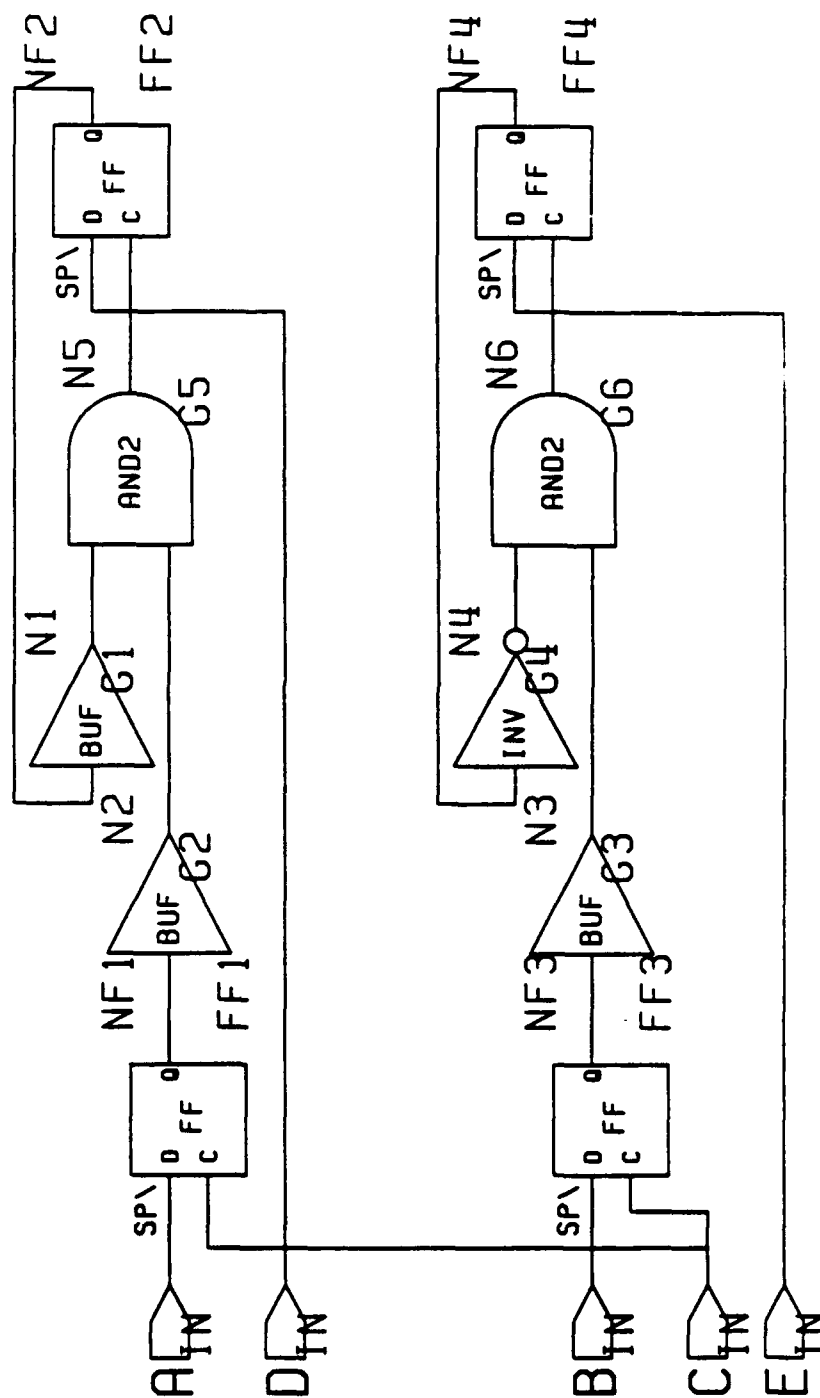 NF2
FF2
SP\
D
Q
FF
C
N5
G5
AND2
N1
G1
BUF
N2
G2
BUF
NF1
FF1
SP\
D
Q
FF
C
A
IN
D
IN
NF4
FF4
SP\
D
Q
FF
C
N6
G6
AND2
N4
G4
INV
N3
G3
BUF
NF3
FF3
SP\
D
Q
FF
C
B
IN
C
IN
E
IN